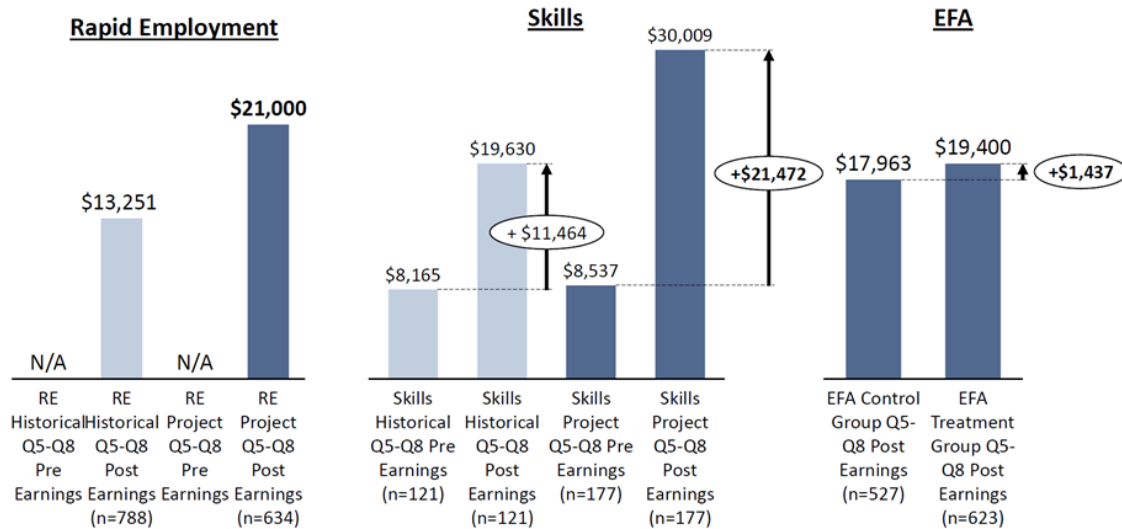 Rapid Employment
$21,000
$13,251
N/A
N/A
RE
Historical
Q5-Q8
Pre
Earnings
RE
Historical
Q5-Q8
Post
Earnings
(n=788)
RE
Project
Q5-Q8
Pre
Earnings
RE
Project
Q5-Q8
Post
Earnings
(n=634)
Skills
$30,009
$19,630
+$21,472
+ $11,464
$8,165
$8,537
Skills
Historical
Q5-Q8 Pre
Earnings
(n=121)
Skills
Historical
Q5-Q8
Post
Earnings
(n=121)
Skills
Project
Q5-Q8 Pre
Earnings
(n=177)
Skills
Project
Q5-Q8
Post
Earnings
(n=177)
EFA
$17,963
$19,400
+$1,437
EFA Control
Group Q5-
Q8 Post
Earnings
(n=527)
EFA
Treatment
Group Q5-
Q8 Post
Earnings
(n=623)